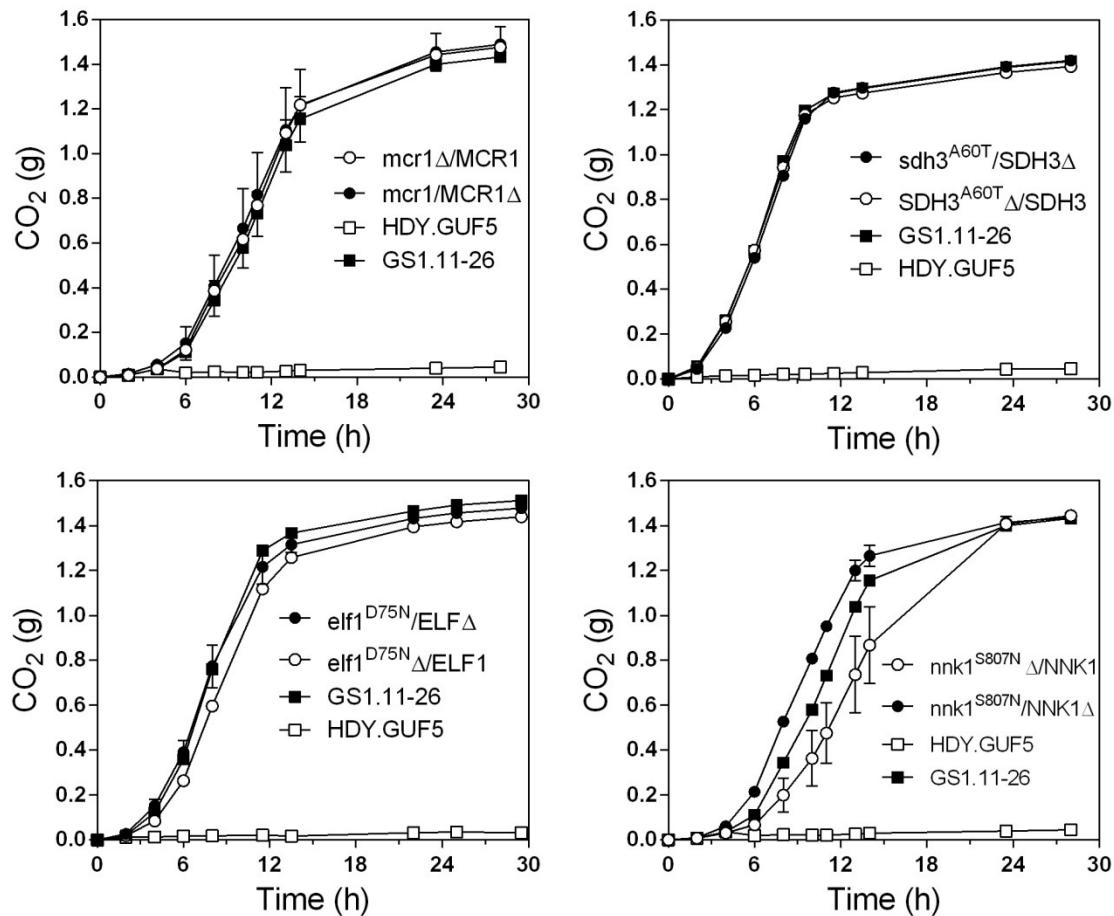 1.6
1.4
1.2
1.0
0.8
0.6
0.4
0.2
0.0
CO2 (g)
mcr1Δ/MCR1
mcr1/MCR1Δ
HDY.GUF5
GS1.11-26
0 6 12 18 24 30
Time (h)
1.6
1.4
1.2
1.0
0.8
0.6
0.4
0.2
0.0
CO2 (g)
sdh3A60T/SDH3Δ
SDH3A60TΔ/SDH3
GS1.11-26
HDY.GUF5
0 6 12 18 24 30
Time (h)
1.6
1.4
1.2
1.0
0.8
0.6
0.4
0.2
0.0
CO2 (g)
elf1D75N/ELFΔ
elf1D75NΔ/ELF1
GS1.11-26
HDY.GUF5
0 6 12 18 24 30
Time (h)
1.6
1.4
1.2
1.0
0.8
0.6
0.4
0.2
0.0
CO2 (g)
nnk1S807NΔ/NNK1
nnk1S807N/NNK1Δ
HDY.GUF5
GS1.11-26
0 6 12 18 24 30
Time (h)